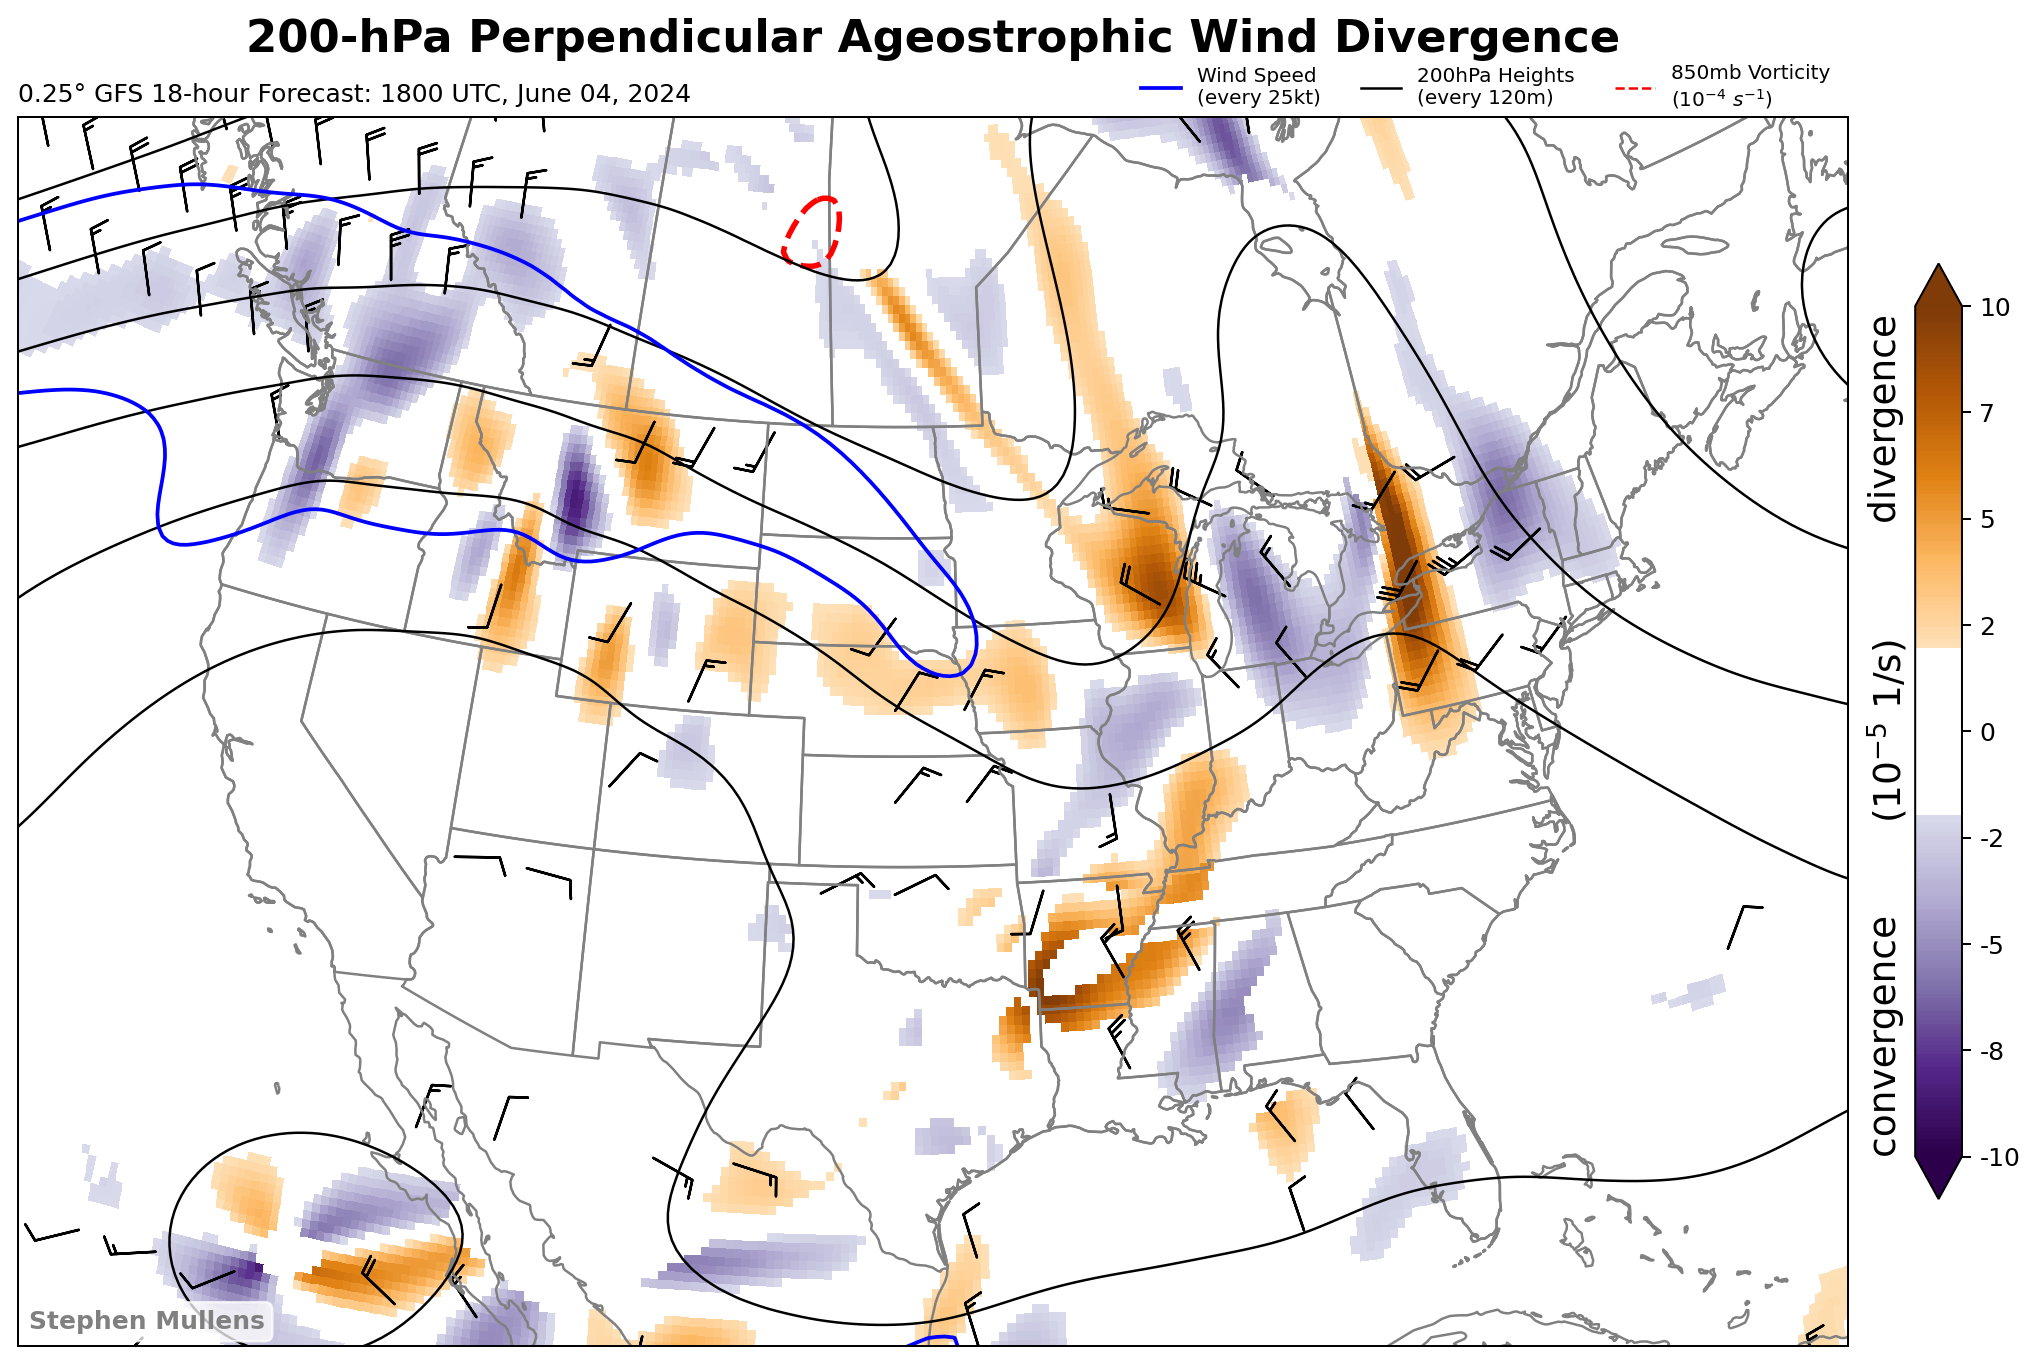 200-hPa Perpendicular Ageostrophic Wind Divergence
0.25° GFS 18-hour Forecast: 1800 UTC, June 04, 2024
Wind Speed
(every 25kt)
200hPa Heights
(every 120m)
850mb Vorticity
(10⁻⁴ s⁻¹)
convergence (10⁻⁵ 1/s) divergence
10
7
5
2
0
-2
-5
-8
-10
Stephen Mullens